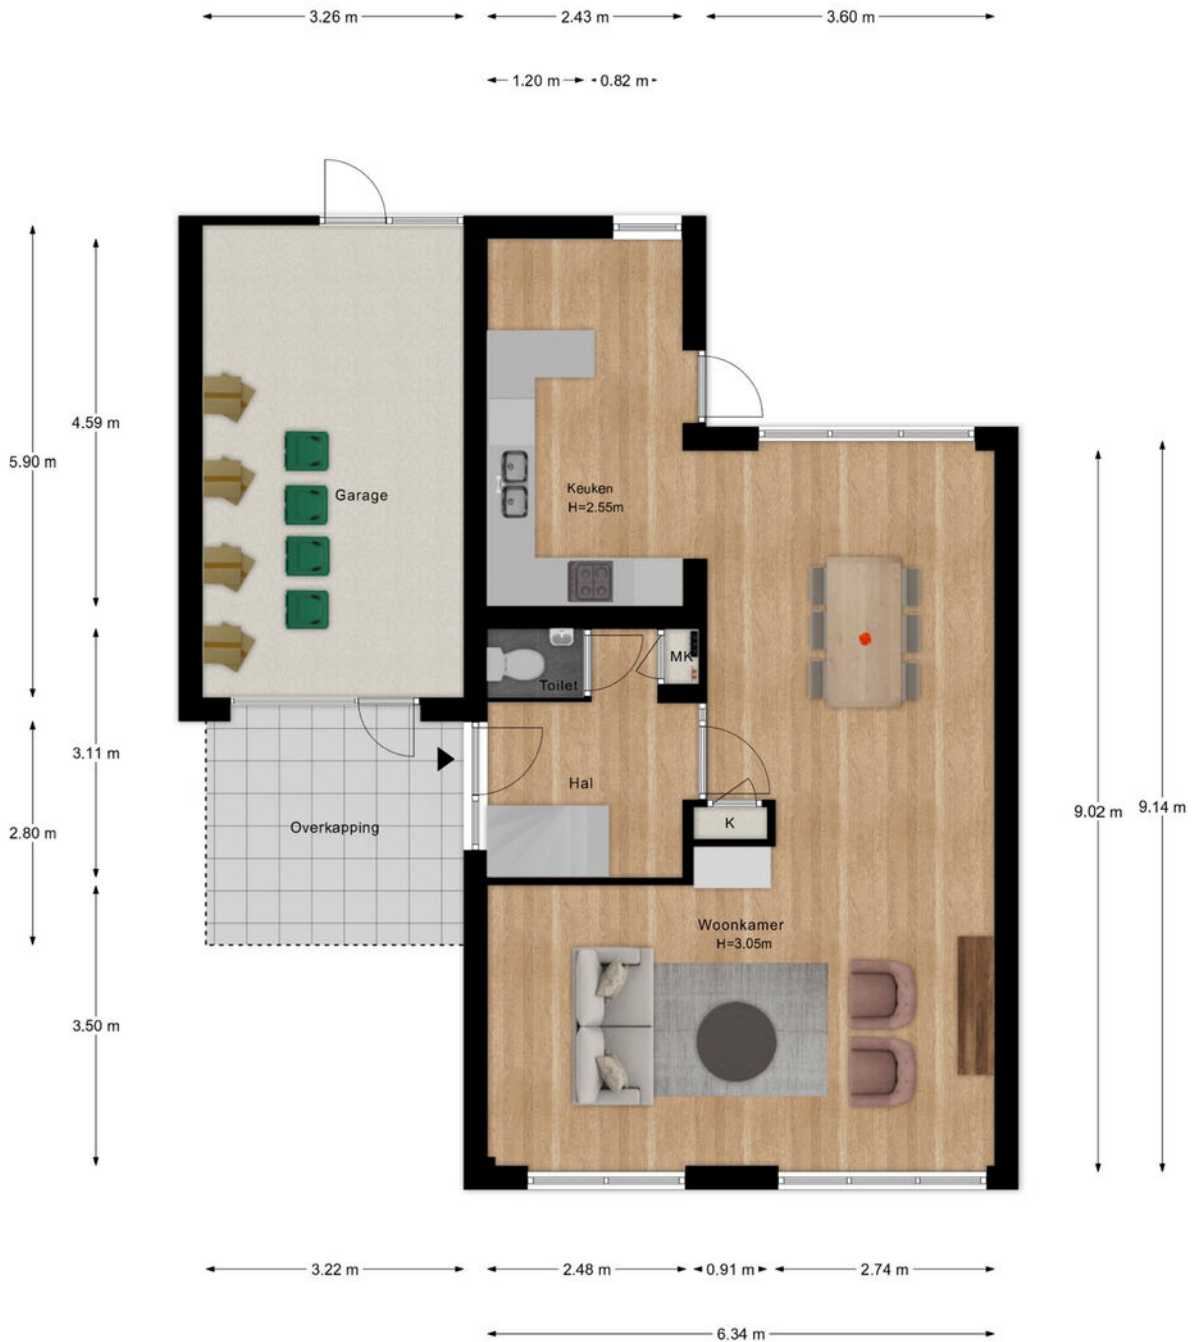 3.26 m
2.43 m
3.60 m
1.20 m
0.82 m
4.59 m
5.90 m
Garage
Keuken
H=2.55m
Toilet
MK
3.11 m
Hal
2.80 m
Overkapping
K
9.02 m
9.14 m
Woonkamer
H=3.05m
3.50 m
3.22 m
2.48 m
0.91 m
2.74 m
6.34 m